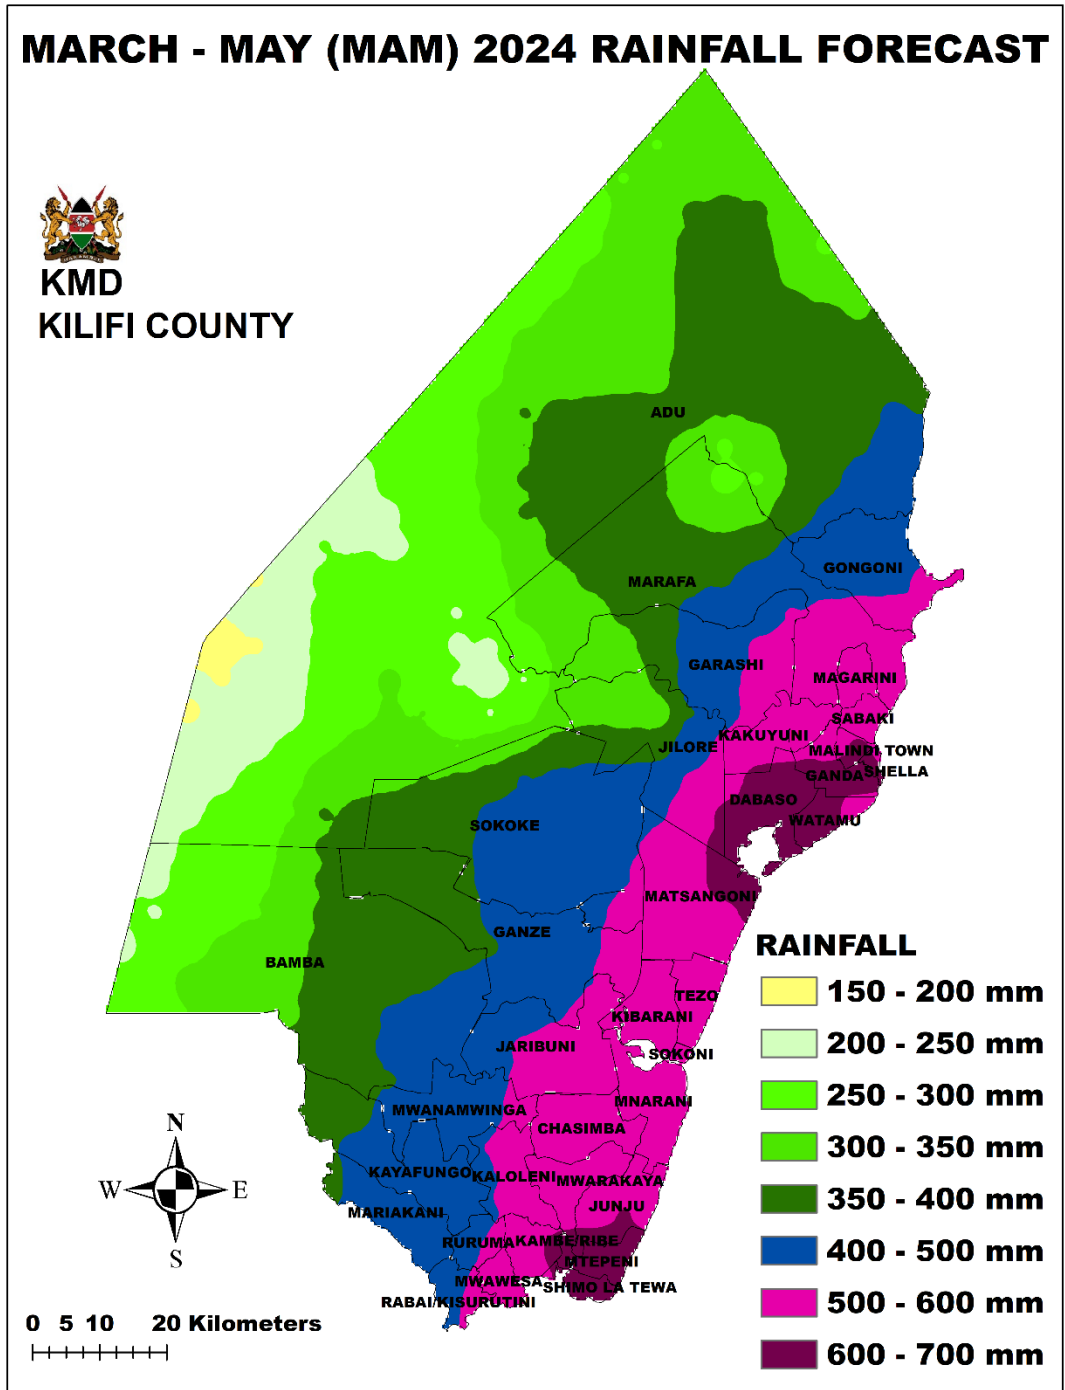 MARCH - MAY (MAM) 2024 RAINFALL FORECAST
KMD
KILIFI COUNTY
ADU
MARAFA
GONGONI
GARASHI
MAGARINI
SABAKI
KAKUYUNI
JILORE
MALINDI TOWN
SHELLA
GANDA
DABASO
WATAMU
SOKOKE
MATSANGONI
GANZE
BAMBA
TEZO
KIBARANI
JARIBUNI
SOKONI
MNARANI
MWANAMWINGA
CHASIMBA
KAYAFUNGO
KALOLENI
MWARAKAYA
JUNJU
MARIAKANI
RURUMA
KAMBE/RIBE
MTEPENI
MWAWESA
SHIMO LA TEWA
RABAI/KISURUTINI
RAINFALL
150 - 200 mm
200 - 250 mm
250 - 300 mm
300 - 350 mm
350 - 400 mm
400 - 500 mm
500 - 600 mm
600 - 700 mm
N
W E
S
0 5 10 20 Kilometers